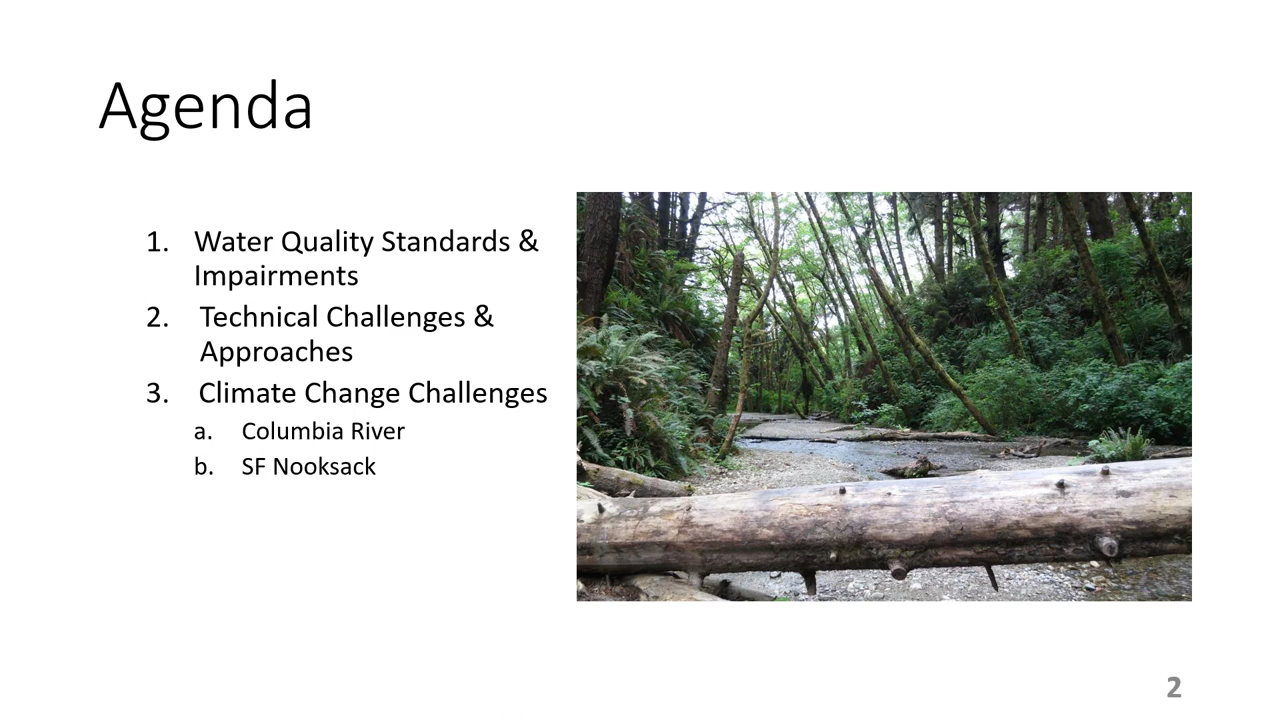 Agenda
1. Water Quality Standards &
Impairments
2. Technical Challenges &
Approaches
3. Climate Change Challenges
a. Columbia River
b. SF Nooksack
2